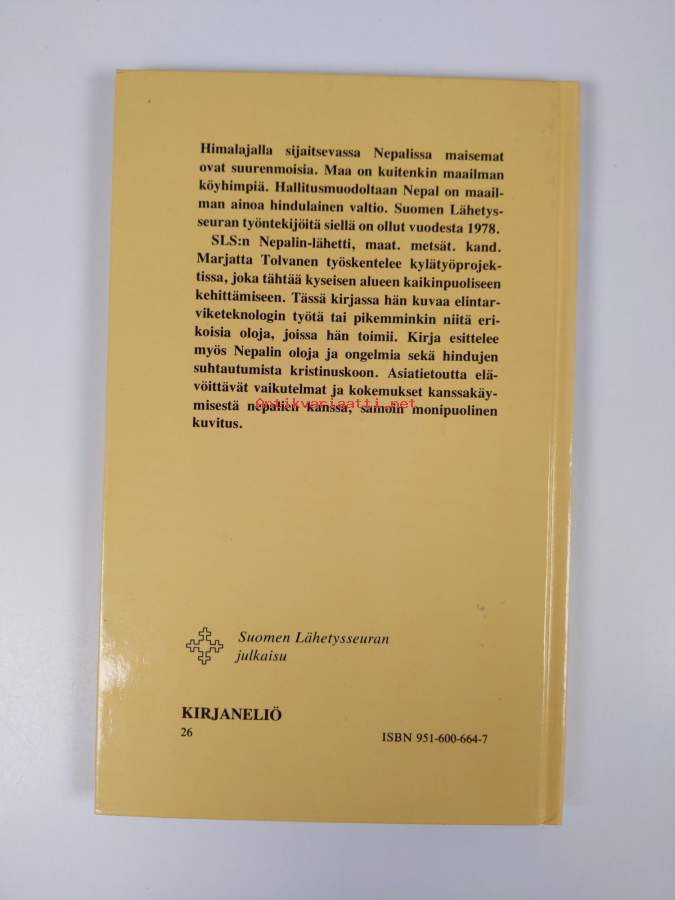 Himalajalla sijaitsevassa Nepalissa maisemat
ovat suurenmoisia. Maa on kuitenkin maailman
köyhimpiä. Hallitusmuodoltaan Nepal on maail-
man ainoa hindulainen valtio. Suomen Lähetys-
seuran työntekijöitä siellä on ollut vuodesta 1978.
SLS:n Nepalin-lähetti, maat. metsät. kand.
Marjatta Tolvanen työskentelee kylätyöprojek-
tissa, joka tähtää kyseisen alueen kaikinpuoliseen
kehittämiseen. Tässä kirjassa hän kuvaa elintar-
viketeknologin työtä tai pikemminkin niitä eri-
koisia oloja, joissa hän toimii. Kirja esittelee
myös Nepalin oloja ja ongelmia sekä hindujen
suhtautumista kristinuskoon. Asiatietoutta elä-
vöittävät vaikutelmat ja kokemukset kanssakäy-
misestä nepalien kanssa, samoin monipuolinen
kuvitus.
Antikvariaatti.net
Suomen Lähetysseuran
julkaisu
KIRJANELIÖ
26
ISBN 951-600-664-7